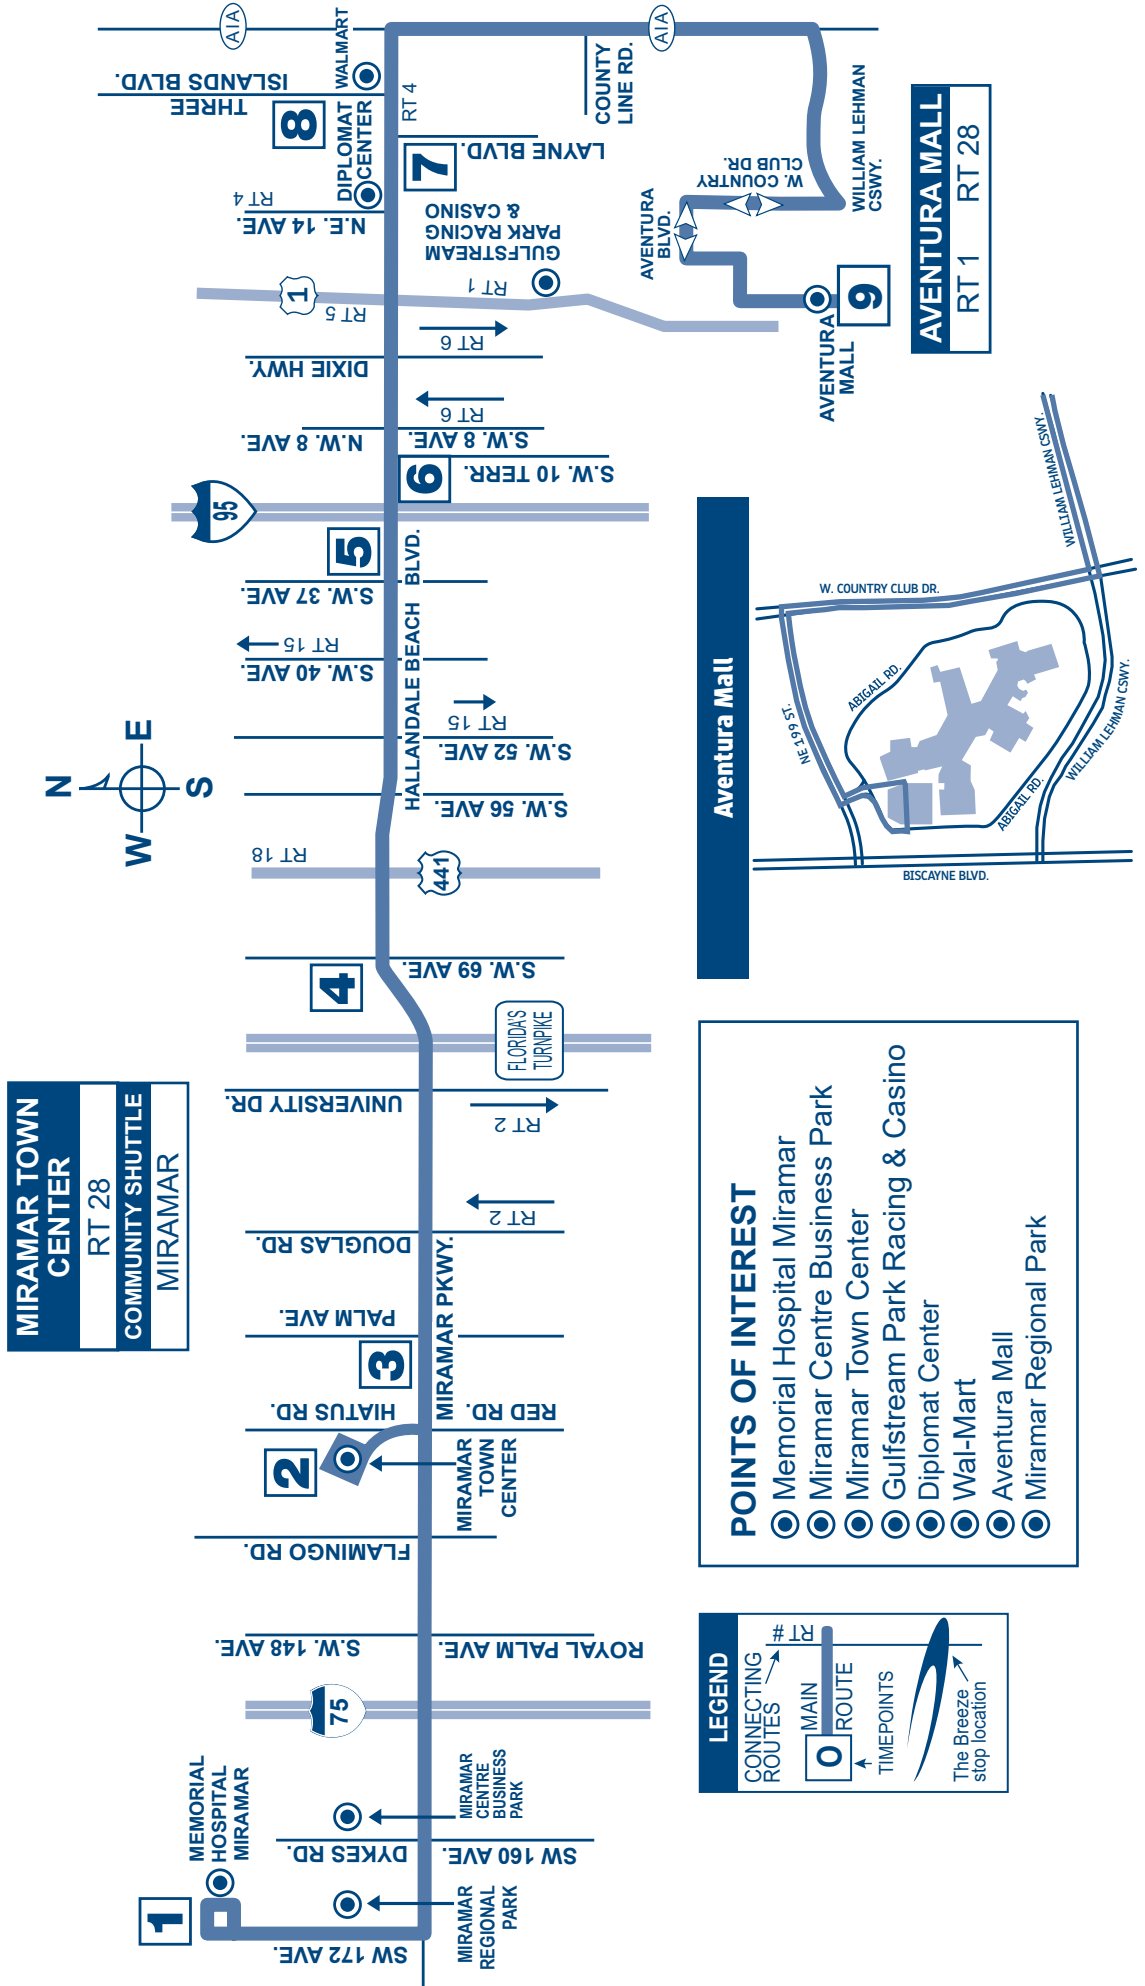 MIRAMAR TOWN
CENTER
RT 28
COMMUNITY SHUTTLE
MIRAMAR
N
W
E
S
1
MEMORIAL
HOSPITAL
MIRAMAR
SW 172 AVE.
MIRAMAR
REGIONAL
PARK
DYKES RD.
SW 160 AVE.
MIRAMAR
CENTRE
BUSINESS
PARK
75
S.W. 148 AVE.
ROYAL PALM AVE.
FLAMINGO RD.
2
MIRAMAR
TOWN
CENTER
HIATUS RD.
RED RD.
3
MIRAMAR PKWY.
PALM AVE.
DOUGLAS RD.
RT 2
UNIVERSITY DR.
RT 2
FLORIDA'S
TURNPIKE
4
S.W. 69 AVE.
RT 18
441
S.W. 56 AVE.
S.W. 52 AVE.
RT 15
HALLANDALE BEACH BLVD.
S.W. 40 AVE.
RT 15
S.W. 37 AVE.
5
95
6
S.W. 10 TERR.
N.W. 8 AVE.
S.W. 8 AVE.
RT 6
DIXIE HWY.
RT 6
1
RT 5
RT 1
GULFSTREAM
PARK RACING
& CASINO
N.E. 14 AVE.
RT 4
DIPLOMAT
CENTER
7
LAYNE BLVD.
8
THREE
ISLANDS BLVD.
RT 4
WALMART
A1A
A1A
COUNTY
LINE RD.
WILLIAM LEHMAN
CSWY.
W. COUNTRY
CLUB DR.
AVENTURA
BLVD.
9
AVENTURA
MALL
AVENTURA MALL
RT 1 RT 28
Aventura Mall
BISCAYNE BLVD.
NE 199 ST.
ABIGAIL RD.
ABIGAIL RD.
W. COUNTRY CLUB DR.
WILLIAM LEHMAN CSWY.
WILLIAM LEHMAN CSWY.
POINTS OF INTEREST
Memorial Hospital Miramar
Miramar Centre Business Park
Miramar Town Center
Gulfstream Park Racing & Casino
Diplomat Center
Wal-Mart
Aventura Mall
Miramar Regional Park
LEGEND
CONNECTING
ROUTES
RT #
0
MAIN
ROUTE
TIMEPOINTS
The Breeze
stop location